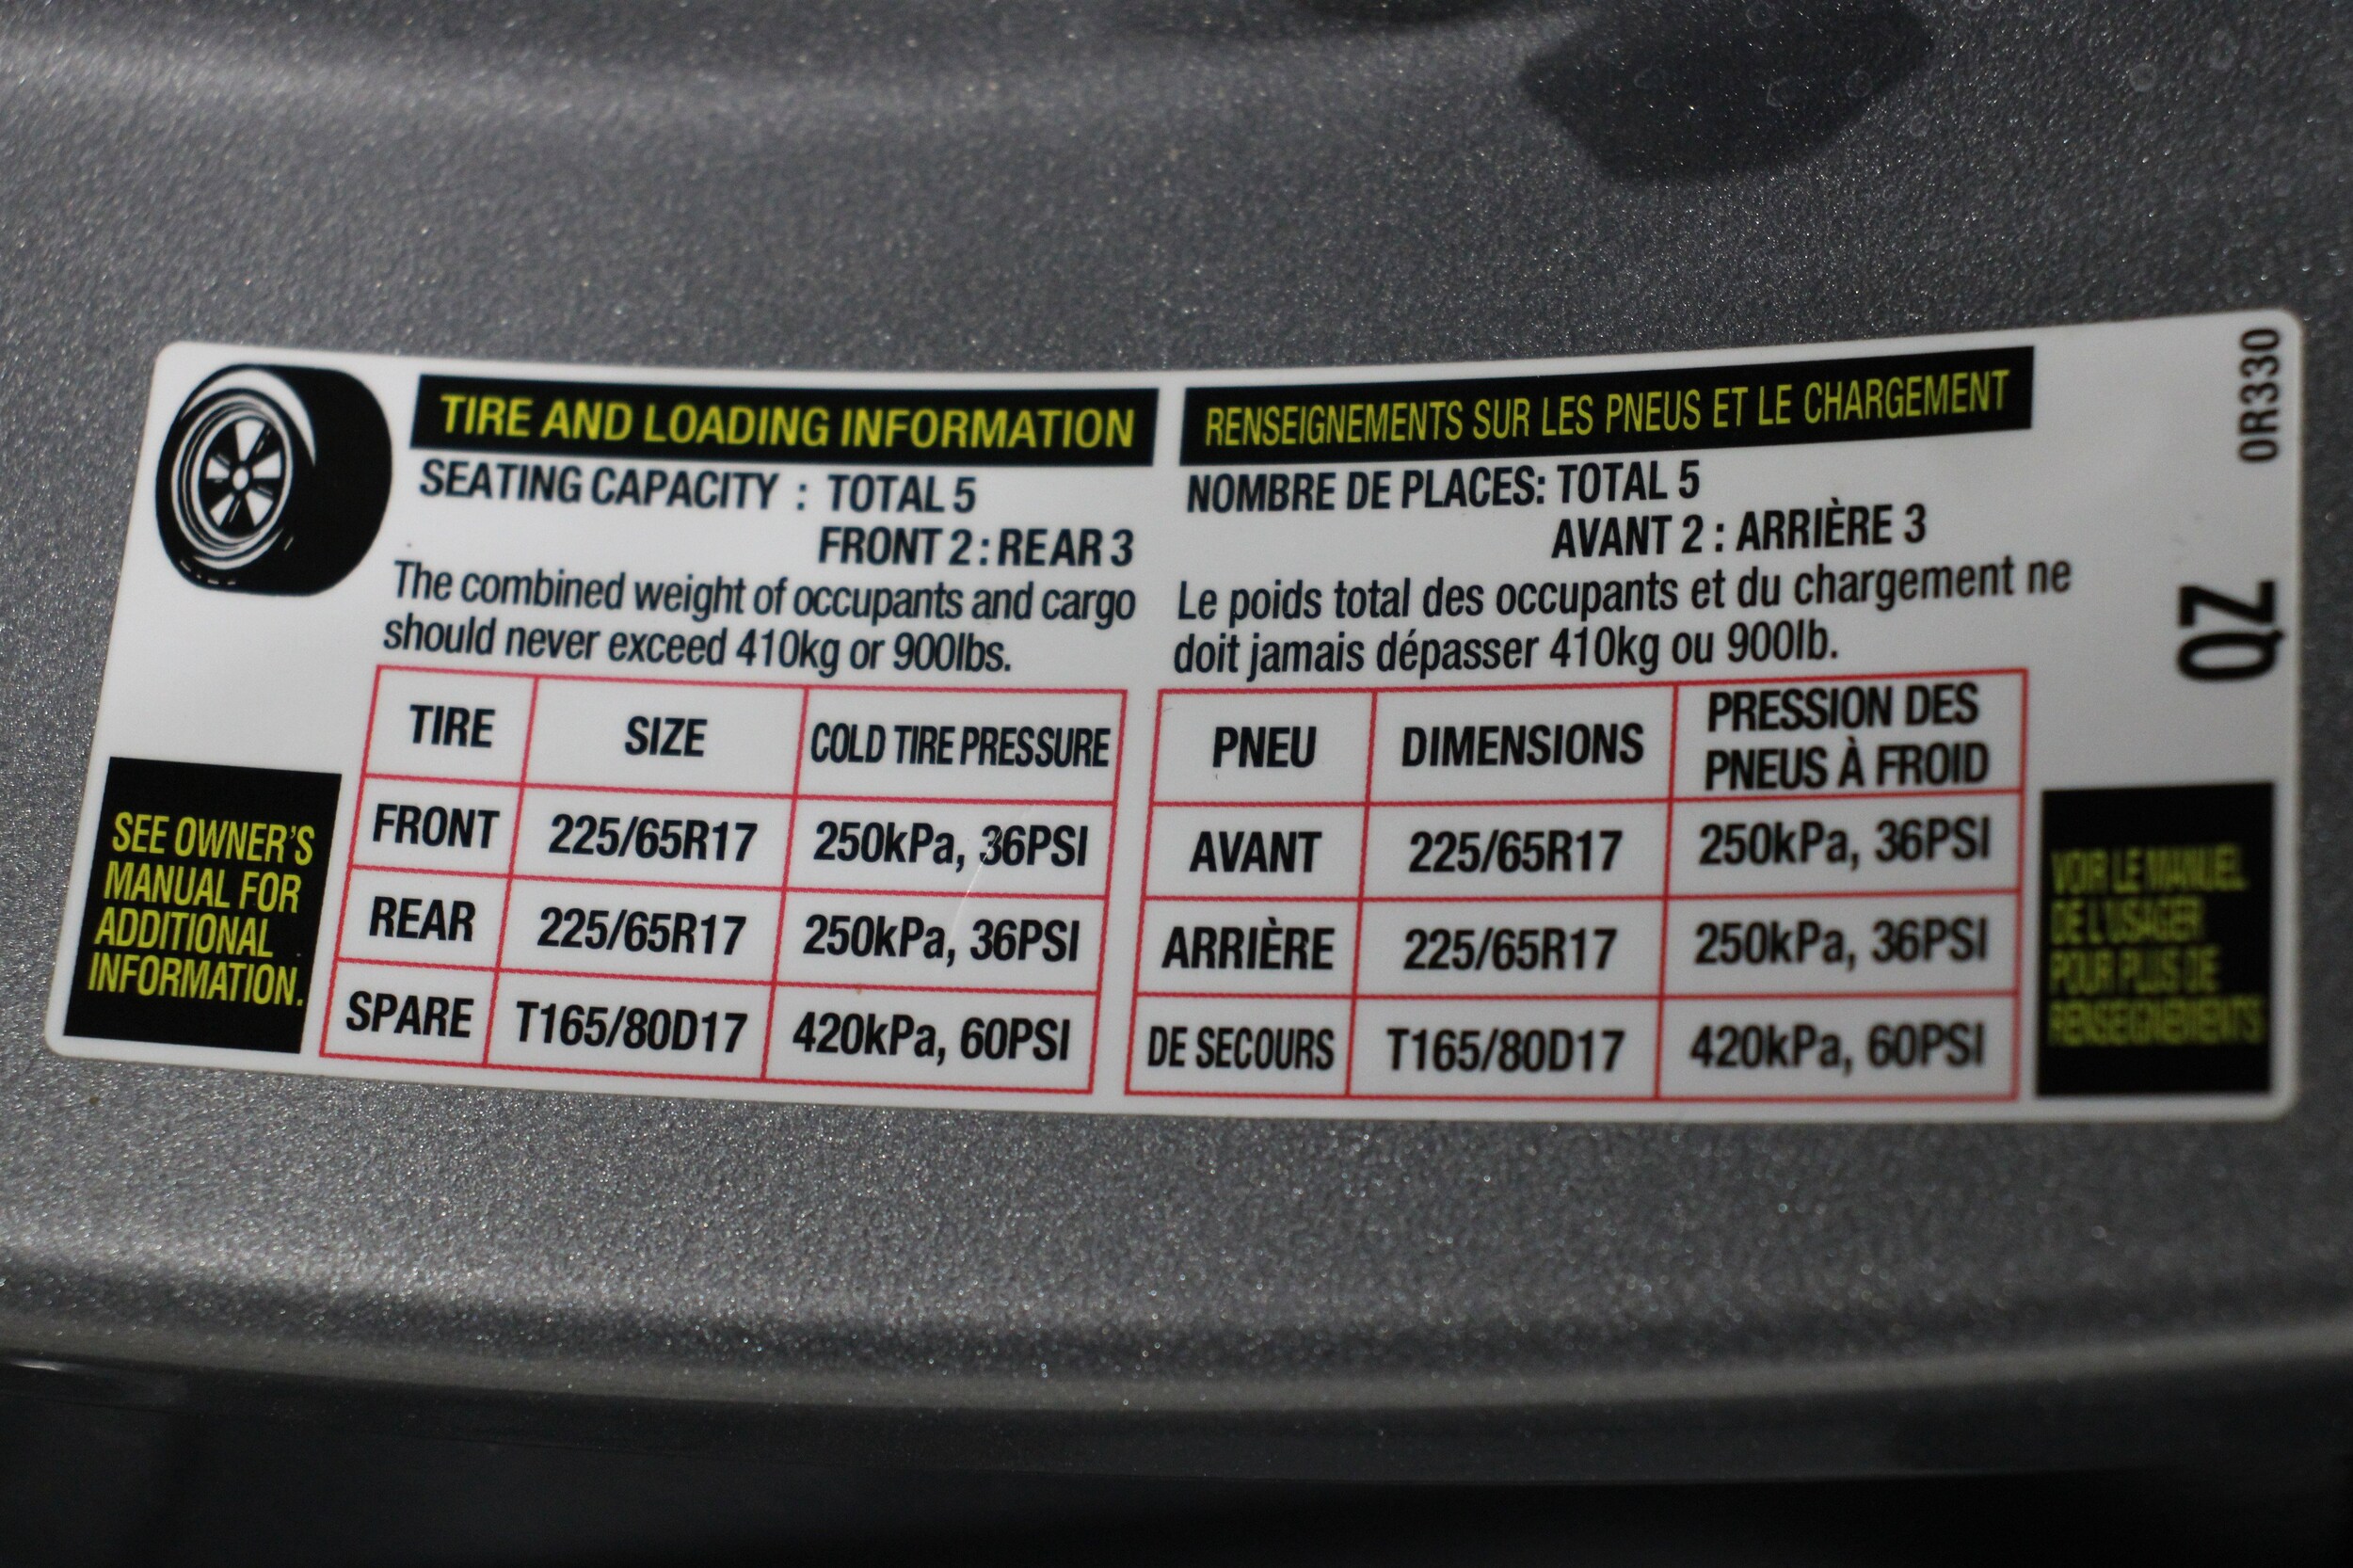 TIRE AND LOADING INFORMATION
SEATING CAPACITY : TOTAL 5
FRONT 2 : REAR 3
The combined weight of occupants and cargo
should never exceed 410kg or 900lbs.
TIRE SIZE COLD TIRE PRESSURE
FRONT 225/65R17 250kPa, 36PSI
REAR 225/65R17 250kPa, 36PSI
SPARE T165/80D17 420kPa, 60PSI
SEE OWNER'S
MANUAL FOR
ADDITIONAL
INFORMATION.
RENSEIGNEMENTS SUR LES PNEUS ET LE CHARGEMENT
NOMBRE DE PLACES: TOTAL 5
AVANT 2 : ARRIÈRE 3
Le poids total des occupants et du chargement ne
doit jamais dépasser 410kg ou 900lb.
PNEU DIMENSIONS PRESSION DES
PNEUS À FROID
AVANT 225/65R17 250kPa, 36PSI
ARRIÈRE 225/65R17 250kPa, 36PSI
DE SECOURS T165/80D17 420kPa, 60PSI
VOIR LE MANUEL
DE L'USAGER
POUR PLUS DE
RENSEIGNEMENTS
0R330
QZ